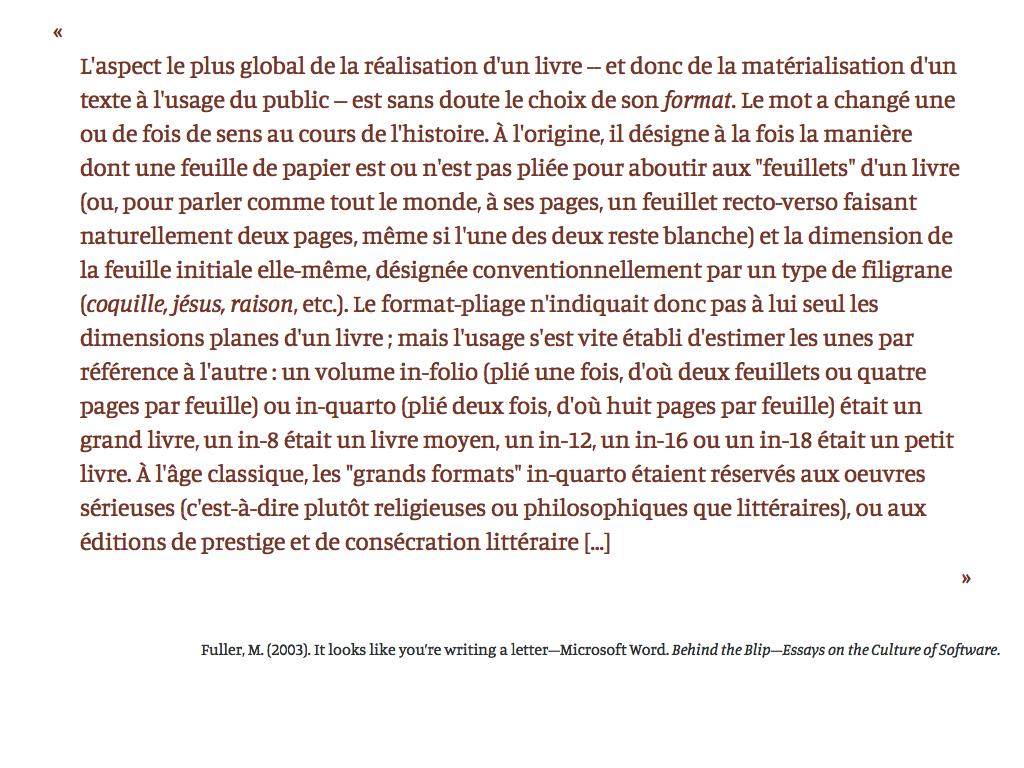 «
L'aspect le plus global de la réalisation d'un livre – et donc de la matérialisation d'un
texte à l'usage du public – est sans doute le choix de son format. Le mot a changé une
ou de fois de sens au cours de l'histoire. À l'origine, il désigne à la fois la manière
dont une feuille de papier est ou n'est pas pliée pour aboutir aux "feuillets" d'un livre
(ou, pour parler comme tout le monde, à ses pages, un feuillet recto-verso faisant
naturellement deux pages, même si l'une des deux reste blanche) et la dimension de
la feuille initiale elle-même, désignée conventionnellement par un type de filigrane
(coquille, jésus, raison, etc.). Le format-pliage n'indiquait donc pas à lui seul les
dimensions planes d'un livre ; mais l'usage s'est vite établi d'estimer les unes par
référence à l'autre : un volume in-folio (plié une fois, d'où deux feuillets ou quatre
pages par feuille) ou in-quarto (plié deux fois, d'où huit pages par feuille) était un
grand livre, un in-8 était un livre moyen, un in-12, un in-16 ou un in-18 était un petit
livre. À l'âge classique, les "grands formats" in-quarto étaient réservés aux oeuvres
sérieuses (c'est-à-dire plutôt religieuses ou philosophiques que littéraires), ou aux
éditions de prestige et de consécration littéraire [...]
»
Fuller, M. (2003). It looks like you're writing a letter—Microsoft Word. Behind the Blip—Essays on the Culture of Software.